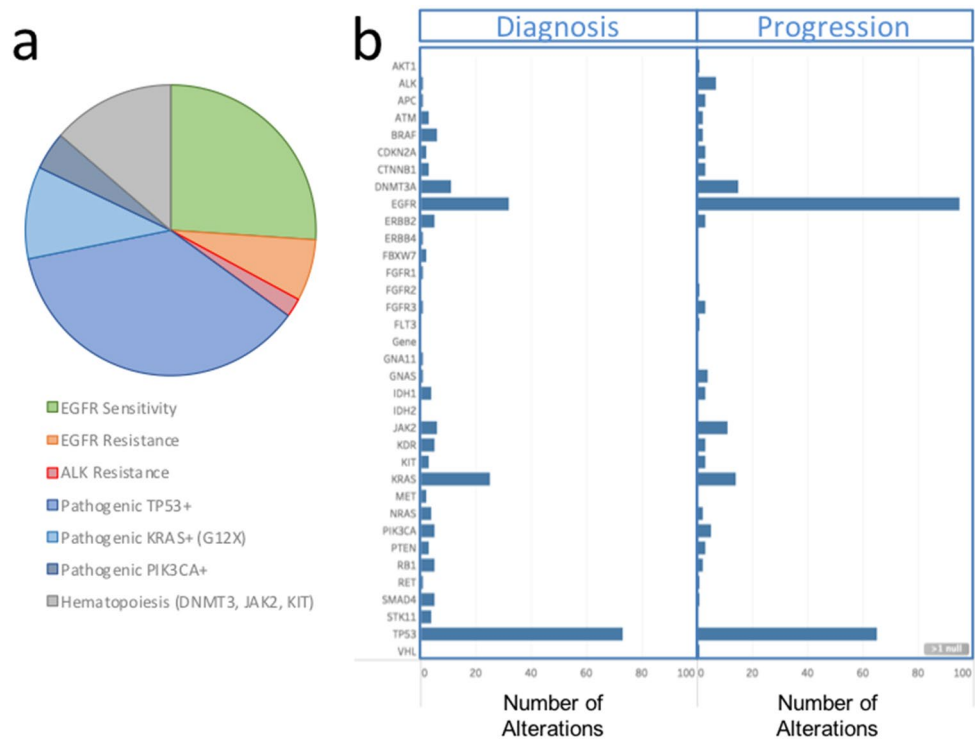 a
b
Diagnosis
Progression
EGFR Sensitivity
EGFR Resistance
ALK Resistance
Pathogenic TP53+
Pathogenic KRAS+ (G12X)
Pathogenic PIK3CA+
Hematopoiesis (DNMT3, JAK2, KIT)
AKT1
ALK
APC
ATM
BRAF
CDKN2A
CTNNB1
DNMT3A
EGFR
ERBB2
ERBB4
FBXW7
FGFR1
FGFR2
FGFR3
FLT3
Gene
GNA11
GNAS
IDH1
IDH2
JAK2
KDR
KIT
KRAS
MET
NRAS
PIK3CA
PTEN
RB1
RET
SMAD4
STK11
TP53
VHL
>1 null
0 20 40 60 80 100 0 20 40 60 80 100
Number of
Alterations
Number of
Alterations